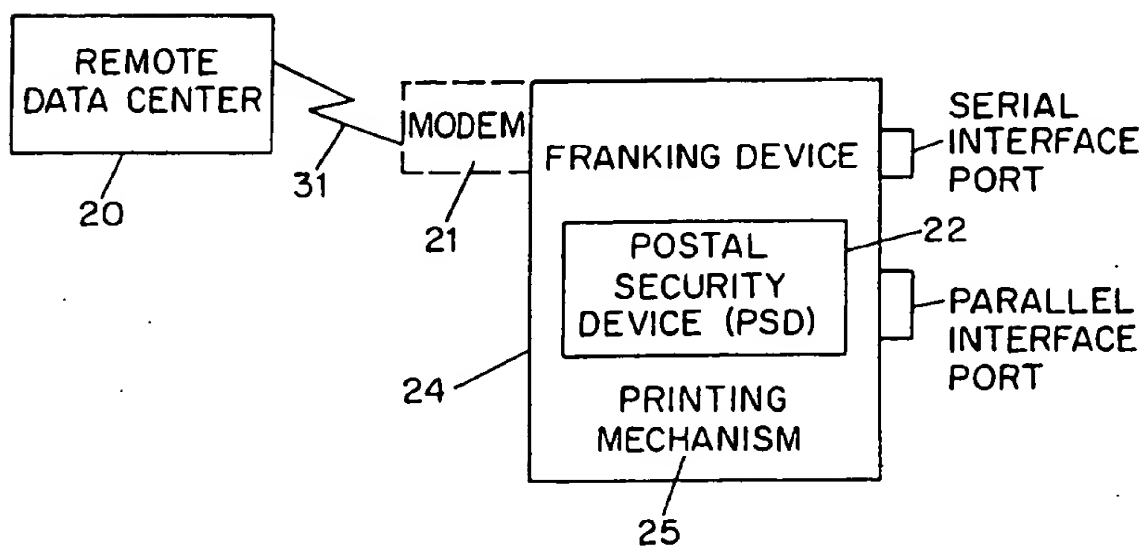 REMOTE
DATA CENTER
20
31
MODEM
21
FRANKING DEVICE
POSTAL
SECURITY
DEVICE (PSD)
22
24
PRINTING
MECHANISM
25
SERIAL
INTERFACE
PORT
PARALLEL
INTERFACE
PORT